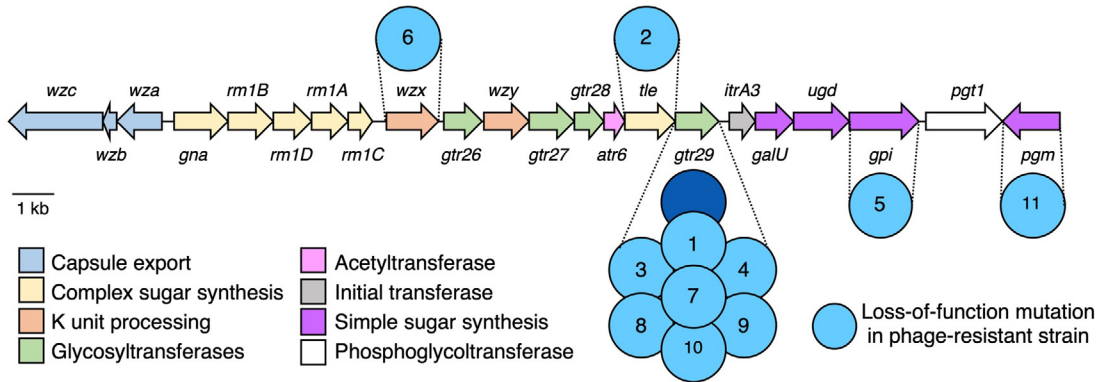 6
2
wzc
wza
rm1B
rm1A
wzx
wzy
gtr28
tle
itrA3
ugd
pgt1
wzb
gna
rm1D
rm1C
gtr26
gtr27
atr6
gtr29
galU
gpi
pgm
1 kb
5
11
1
3
4
7
8
9
10
Capsule export
Complex sugar synthesis
K unit processing
Glycosyltransferases
Acetyltransferase
Initial transferase
Simple sugar synthesis
Phosphoglycoltransferase
Loss-of-function mutation
in phage-resistant strain